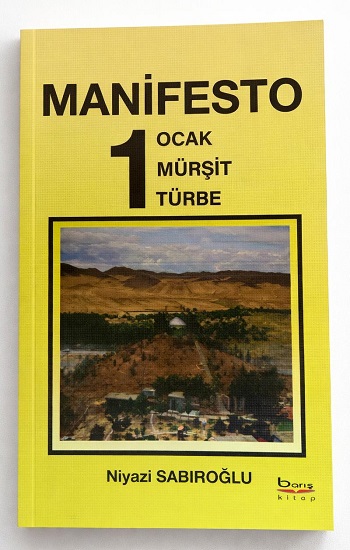 MANİFESTO
1
OCAK
MÜRŞİT
TÜRBE
Niyazi SABIROĞLU
barış
kitap